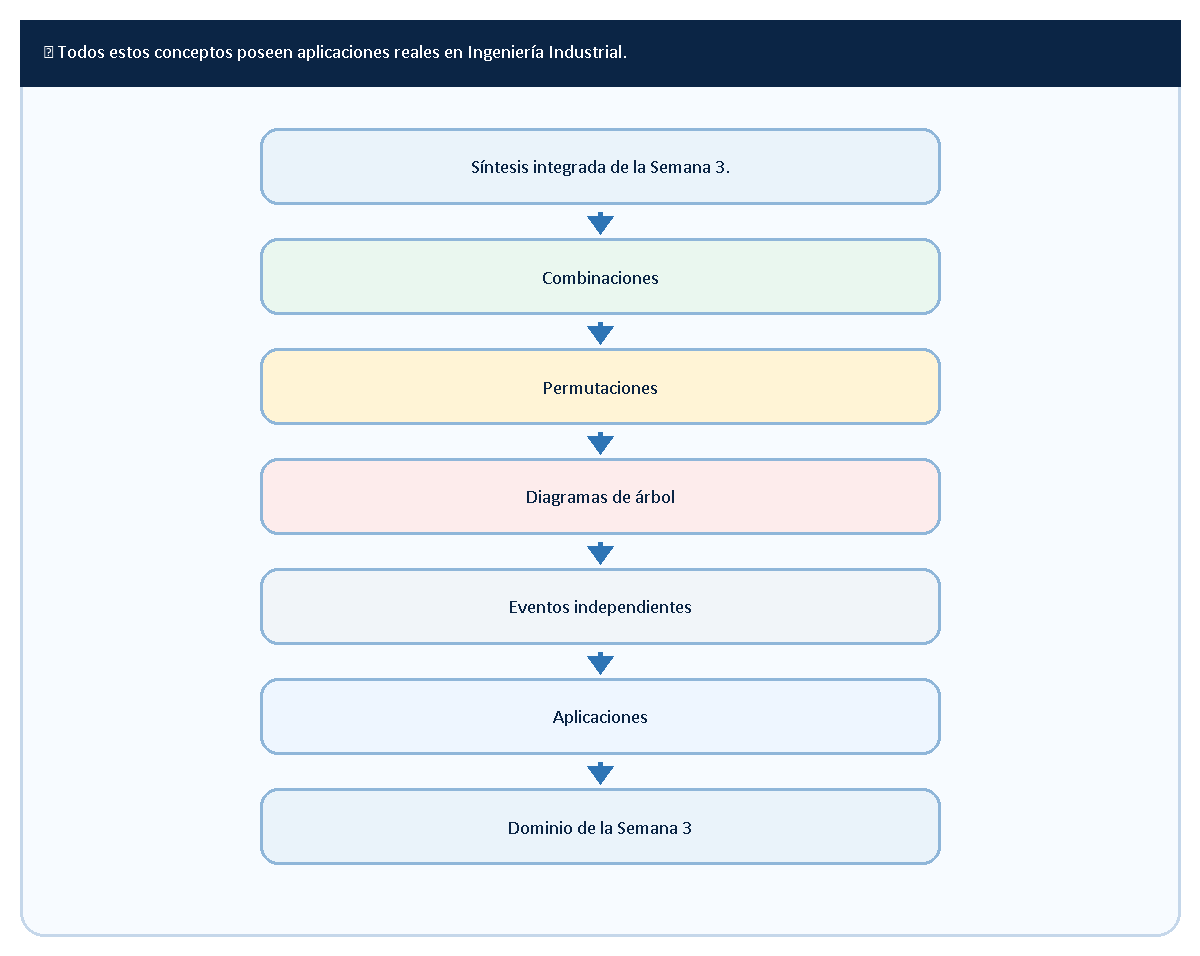 Todos estos conceptos poseen aplicaciones reales en Ingeniería Industrial.
Síntesis integrada de la Semana 3.
Combinaciones
Permutaciones
Diagramas de árbol
Eventos independientes
Aplicaciones
Dominio de la Semana 3